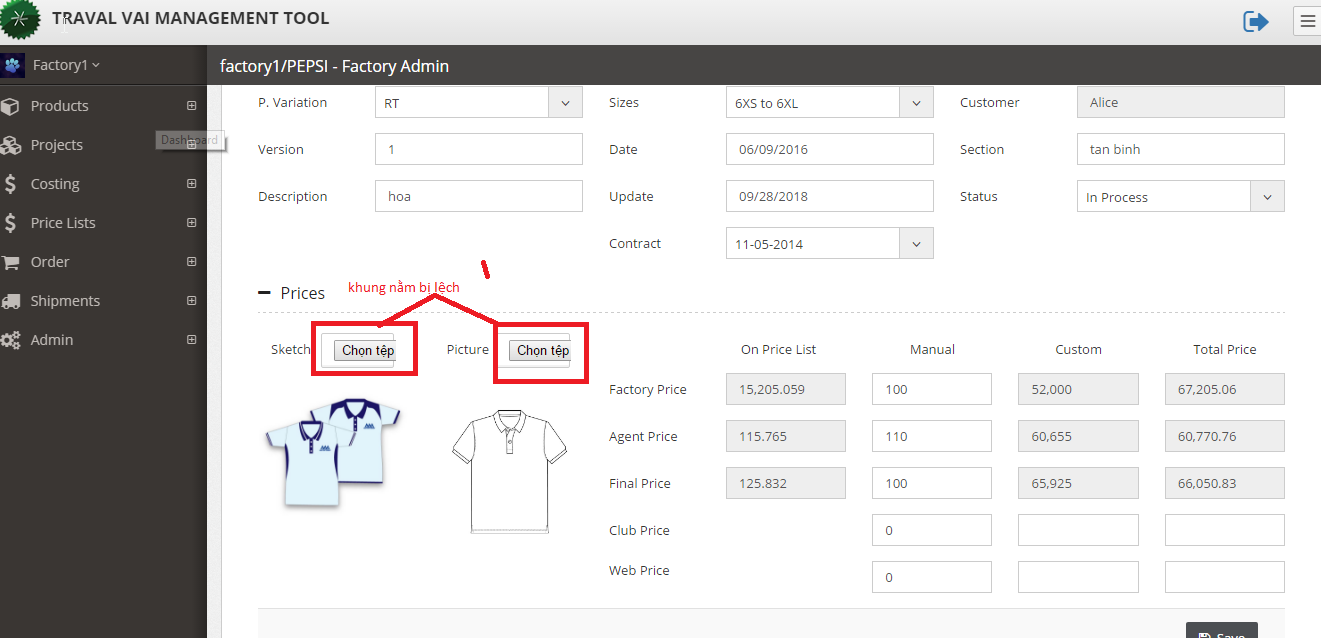 TRAVAL VAI MANAGEMENT TOOL
Factory1
factory1/PEPSI - Factory Admin
Products
Projects
Dashboard
Costing
Price Lists
Order
Shipments
Admin
P. Variation RT Sizes 6XS to 6XL Customer Alice
Version 1 Date 06/09/2016 Section tan binh
Description hoa Update 09/28/2018 Status In Process
Contract 11-05-2014
Prices
khung nằm bị lệch
Sketch Chọn tệp Picture Chọn tệp On Price List Manual Custom Total Price
Factory Price 15,205.059 100 52,000 67,205.06
Agent Price 115.765 110 60,655 60,770.76
Final Price 125.832 100 65,925 66,050.83
Club Price 0
Web Price 0
Save